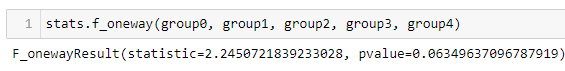 1 stats.f_oneway(group0, group1, group2, group3, group4)
F_onewayResult(statistic=2.2450721839233028, pvalue=0.06349637096787919)